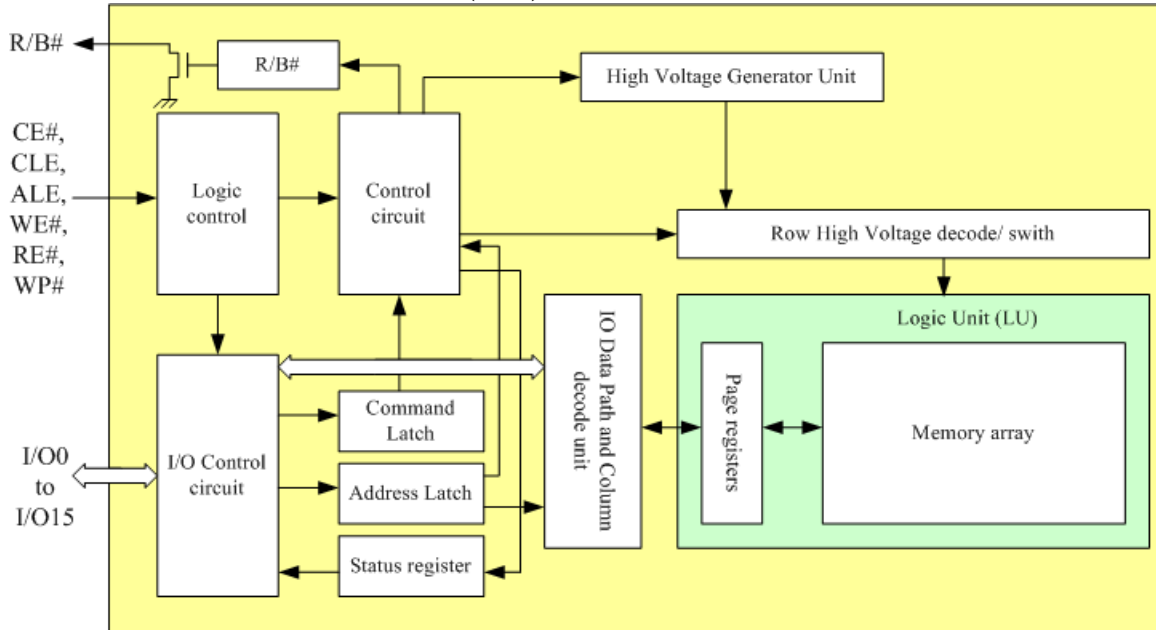 R/B#
R/B#
High Voltage Generator Unit
CE#,
CLE,
ALE,
WE#,
RE#,
WP#
Logic
control
Control
circuit
Row High Voltage decode/ swith
Logic Unit (LU)
IO Data Path and Column
decode unit
Page registers
Memory array
Command
Latch
I/O0
to
I/O15
I/O Control
circuit
Address Latch
Status register